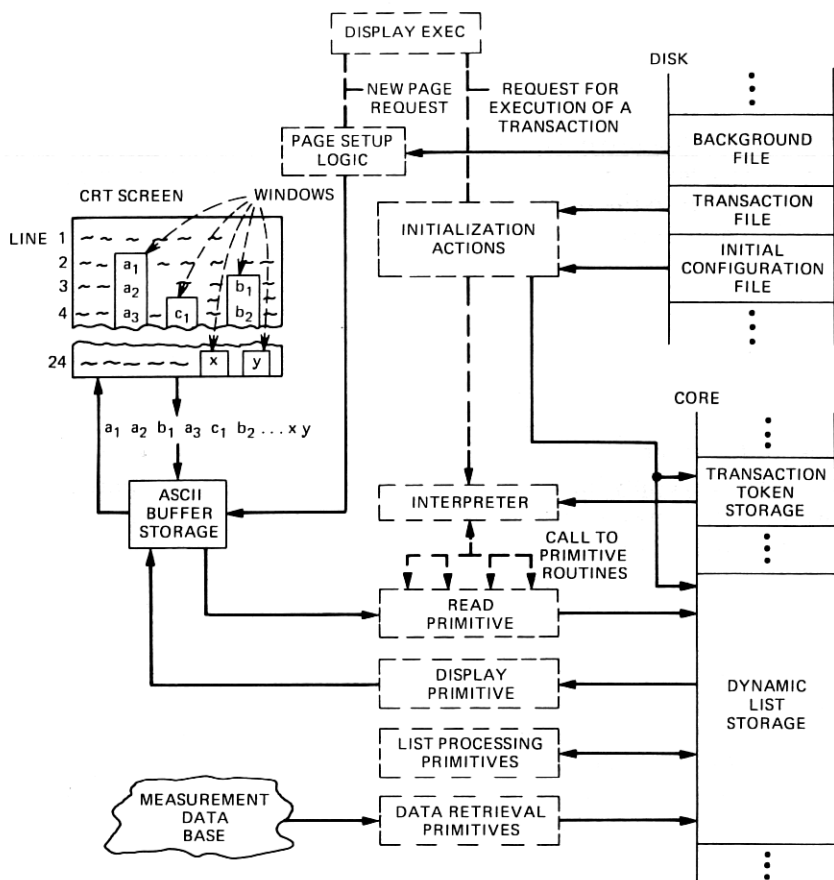 DISPLAY EXEC
DISK
NEW PAGE
REQUEST
REQUEST FOR
EXECUTION OF A
TRANSACTION
PAGE SETUP
LOGIC
BACKGROUND
FILE
CRT SCREEN
WINDOWS
TRANSACTION
FILE
INITIALIZATION
ACTIONS
INITIAL
CONFIGURATION
FILE
LINE 1
2
a1
3
a2
b1
4
a3
c1
b2
24
x
y
CORE
a1 a2 b1 a3 c1 b2 ... x y
TRANSACTION
TOKEN
STORAGE
ASCII
BUFFER
STORAGE
INTERPRETER
CALL TO
PRIMITIVE
ROUTINES
READ
PRIMITIVE
DISPLAY
PRIMITIVE
DYNAMIC
LIST
STORAGE
LIST PROCESSING
PRIMITIVES
MEASUREMENT
DATA
BASE
DATA RETRIEVAL
PRIMITIVES